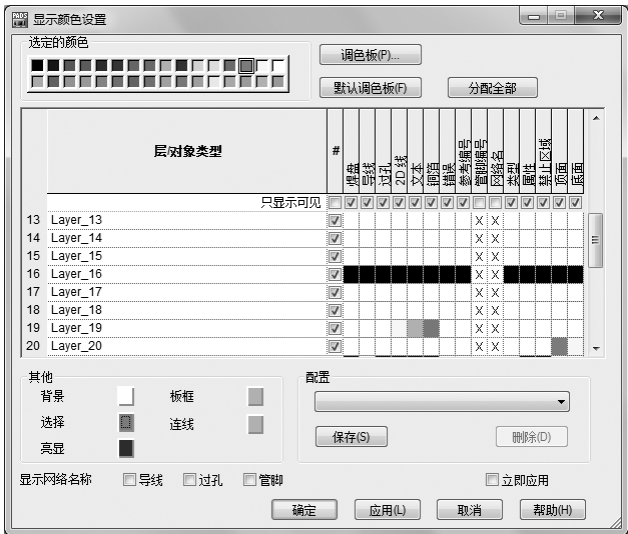 PADS 显示颜色设置
选定的颜色
调色板(P)...
默认调色板(F)
分配全部
层/对象类型
#
焊盘
导线
过孔
2D 线
文本
铜箔
错误
参考编号
管脚编号
网络名
类型
属性
禁止区域
顶面
底面
只显示可见
13 Layer_13 X X
14 Layer_14 X X
15 Layer_15 X X
16 Layer_16 X X
17 Layer_17 X X
18 Layer_18 X X
19 Layer_19 X X
20 Layer_20 X X
其他
背景
板框
选择
连线
亮显
配置
保存(S)
删除(D)
显示网络名称 导线 过孔 管脚
立即应用
确定
应用(L)
取消
帮助(H)